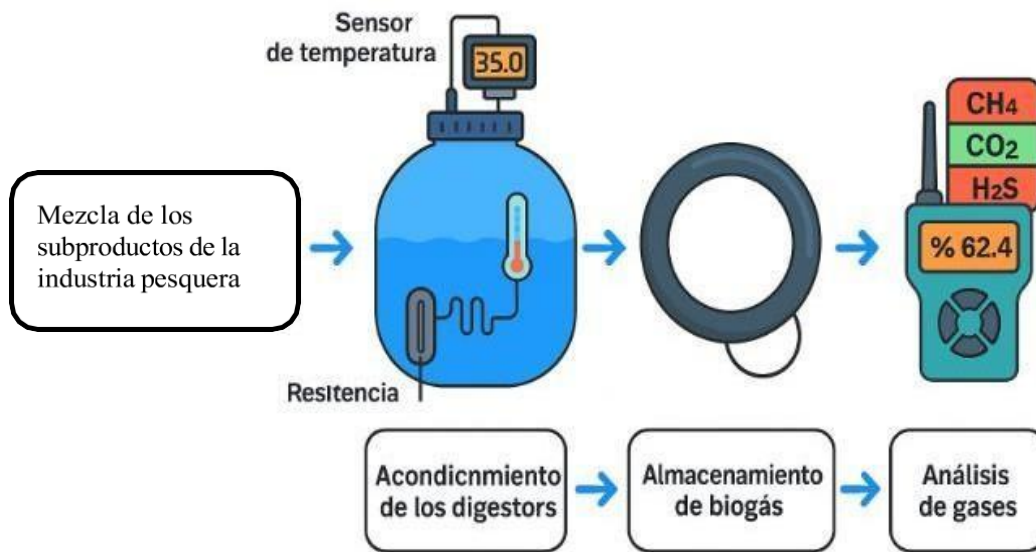 Sensor
de temperatura
35.0
CH₄
CO₂
H₂S
% 62.4
Mezcla de los
subproductos de la
industria pesquera
Resitencia
Acondicnmiento
de los digestors
Almacenamiento
de biogás
Análisis
de gases